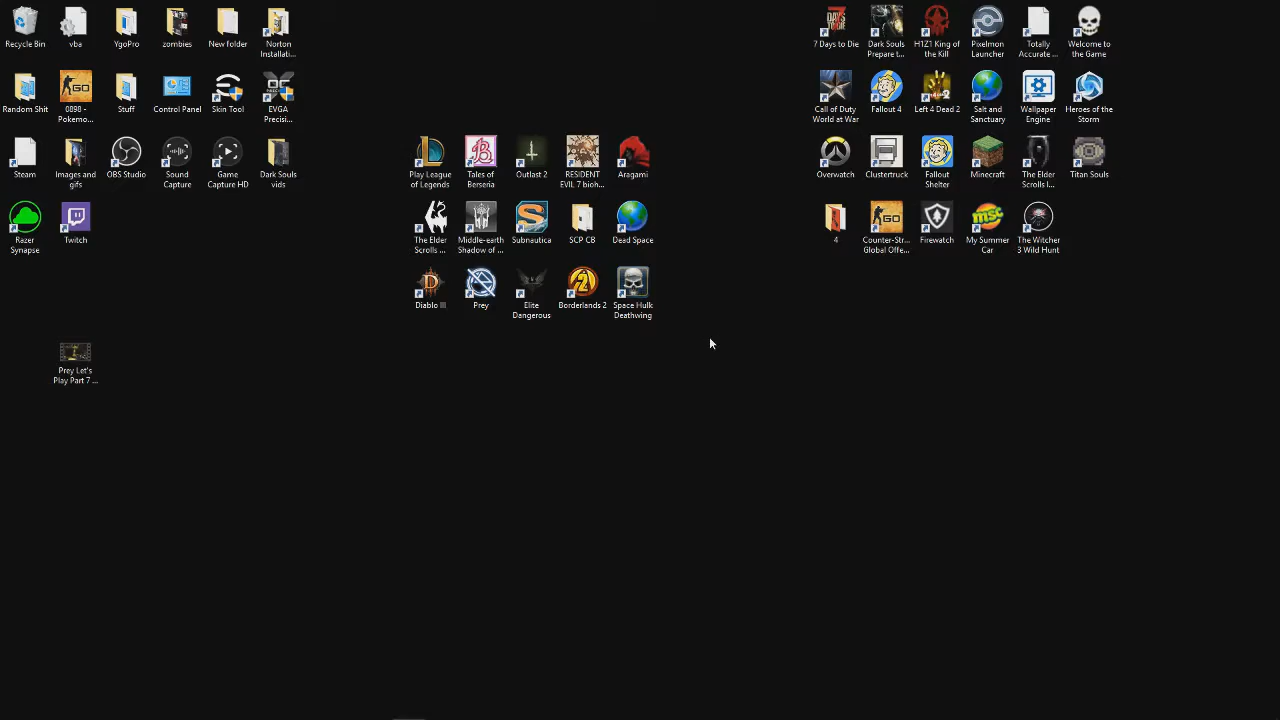 Recycle Bin
vba
YgoPro
zombies
New folder
Norton
Installati...
Random Shit
0898 -
Pokemo...
Stuff
Control Panel
Skin Tool
EVGA
Precisi...
Steam
Images and
gifs
OBS Studio
Sound
Capture
Game
Capture HD
Dark Souls
vids
Razer
Synapse
Twitch
Prey Let's
Play Part 7 ...
Play League
of Legends
Tales of
Berseria
Outlast 2
RESIDENT
EVIL 7 bioh...
Aragami
The Elder
Scrolls ...
Middle-earth
Shadow of ...
Subnautica
SCP CB
Dead Space
Diablo III
Prey
Elite
Dangerous
Borderlands 2
Space Hulk
Deathwing
7 Days to Die
Dark Souls
Prepare t...
H1Z1 King of
the Kill
Pixelmon
Launcher
Totally
Accurate ...
Welcome to
the Game
Call of Duty
World at War
Fallout 4
Left 4 Dead 2
Salt and
Sanctuary
Wallpaper
Engine
Heroes of the
Storm
Overwatch
Clustertruck
Fallout
Shelter
Minecraft
The Elder
Scrolls I...
Titan Souls
4
Counter-Str...
Global Offe...
Firewatch
My Summer
Car
The Witcher
3 Wild Hunt